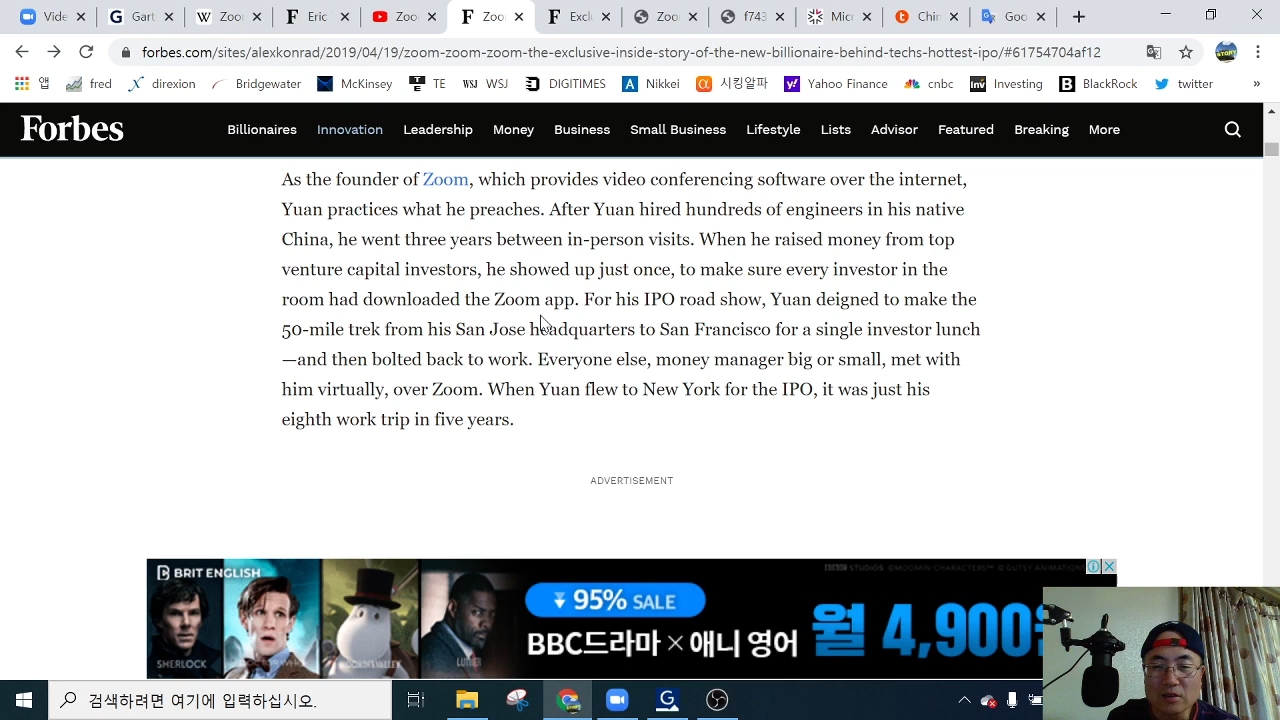 Vide
Gart
Zoor
Eric
Zoo
Zoo
Exclu
Zoo
f743
Micr
Cin
Goo
forbes.com/sites/alexkonrad/2019/04/19/zoom-zoom-zoom-the-exclusive-inside-story-of-the-new-billionaire-behind-techs-hottest-ipo/#61754704af12
앱 fred direxion Bridgewater McKinsey TE WSJ DIGITIMES Nikkei 시킹알파 Yahoo Finance cnbc Investing BlackRock twitter »
Forbes Billionaires Innovation Leadership Money Business Small Business Lifestyle Lists Advisor Featured Breaking More
As the founder of Zoom, which provides video conferencing software over the internet,
Yuan practices what he preaches. After Yuan hired hundreds of engineers in his native
China, he went three years between in-person visits. When he raised money from top
venture capital investors, he showed up just once, to make sure every investor in the
room had downloaded the Zoom app. For his IPO road show, Yuan deigned to make the
50-mile trek from his San Jose headquarters to San Francisco for a single investor lunch
—and then bolted back to work. Everyone else, money manager big or small, met with
him virtually, over Zoom. When Yuan flew to New York for the IPO, it was just his
eighth work trip in five years.
ADVERTISEMENT
BRIT ENGLISH
BBC STUDIOS ©MOOMIN CHARACTERS™ © GUTSY ANIMATIONS
95% SALE
BBC드라마 × 애니 영어
월 4,900
SHERLOCK
LUTHER
검색하려면 여기에 입력하십시오.